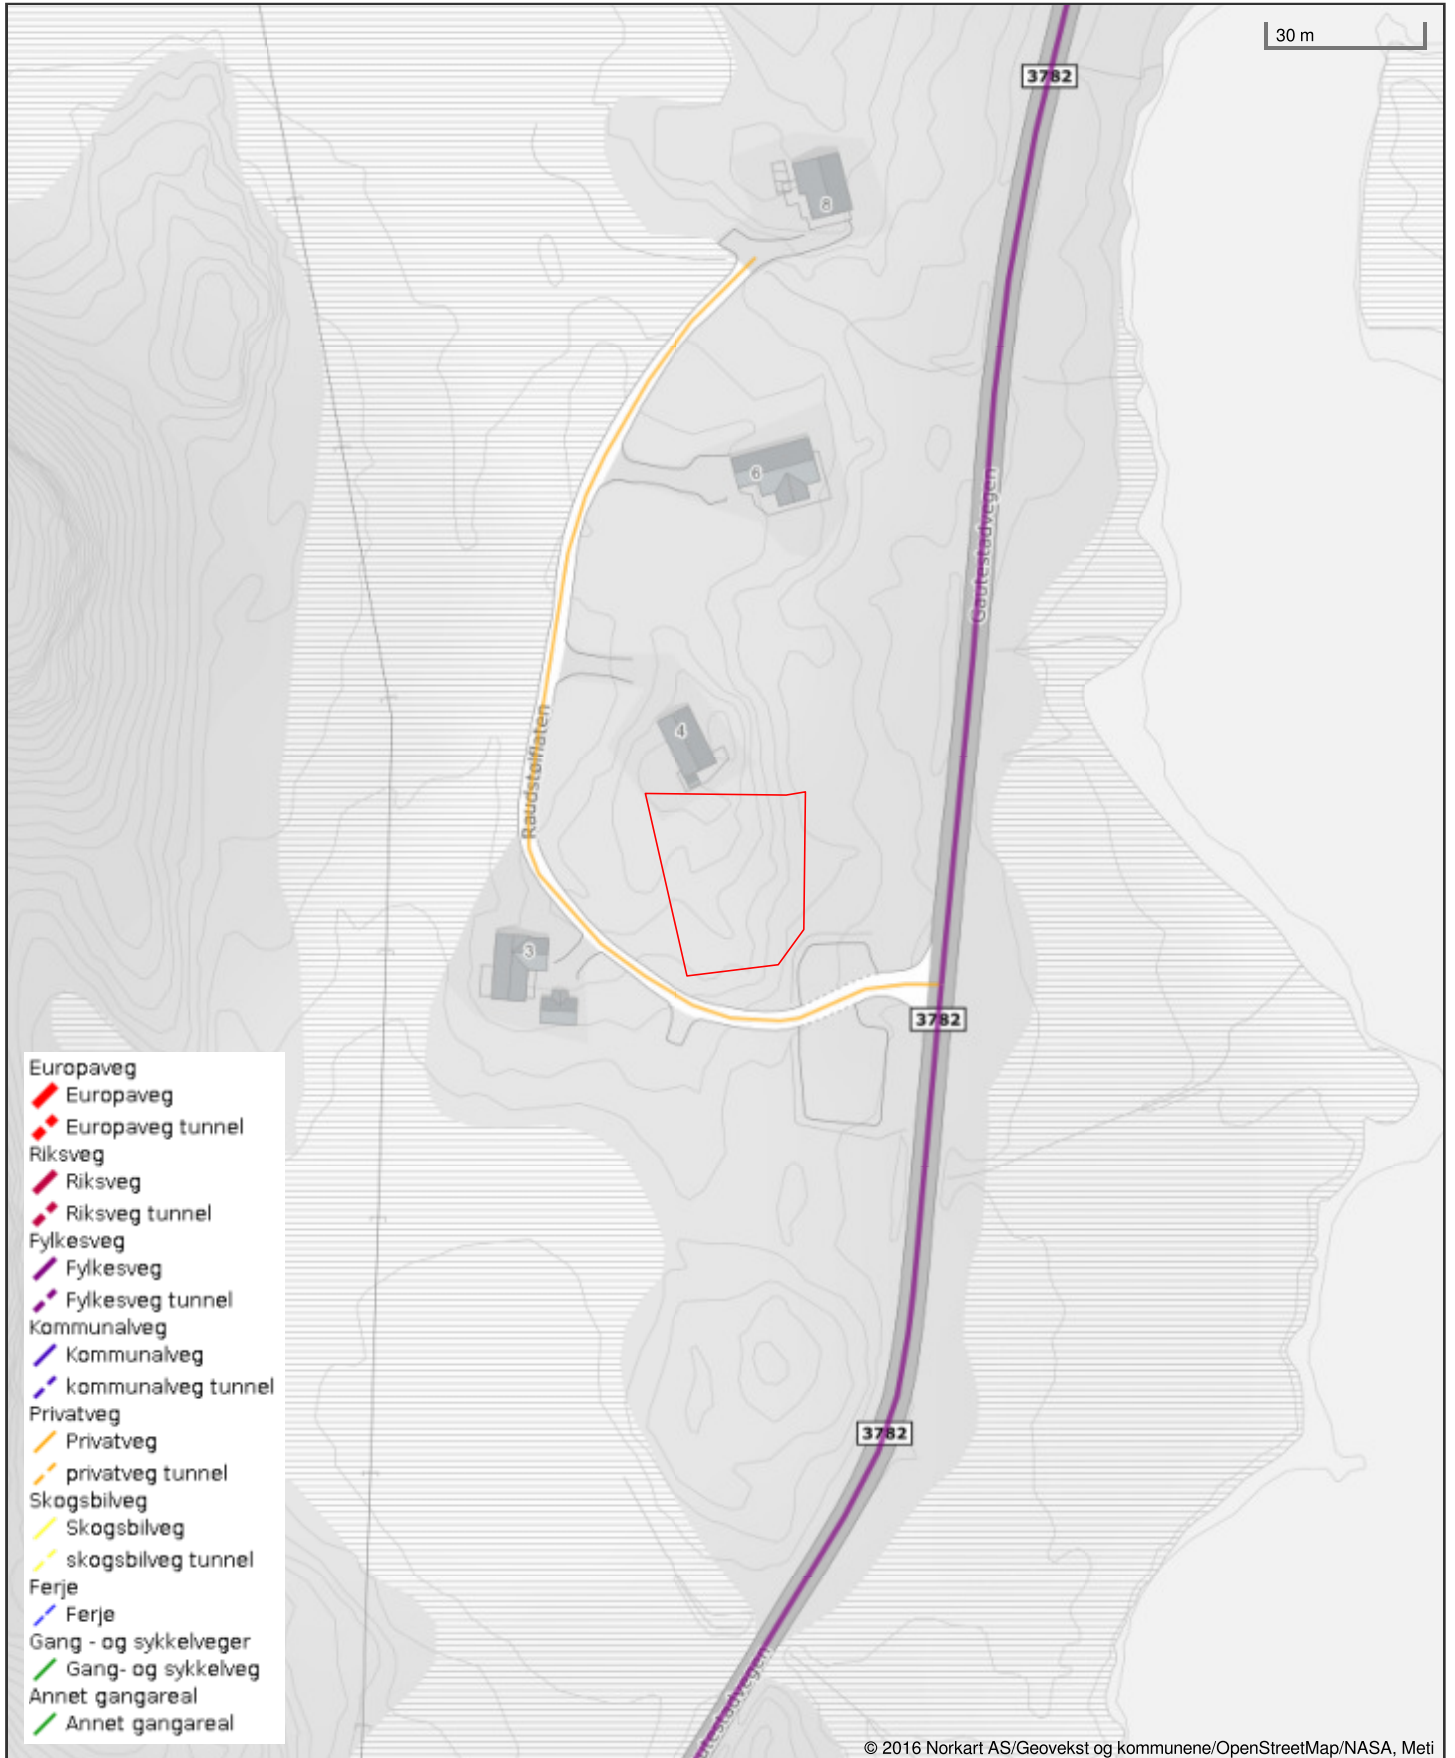 30 m
3782
8
6
Gautestadvegen
4
Raudstølflaten
3
3782
Europaveg
Europaveg
Europaveg tunnel
Riksveg
Riksveg
Riksveg tunnel
Fylkesveg
Fylkesveg
Fylkesveg tunnel
Kommunalveg
Kommunalveg
kommunalveg tunnel
Privatveg
Privatveg
privatveg tunnel
3782
Skogsbilveg
Skogsbilveg
skogsbilveg tunnel
Ferje
Ferje
Gang - og sykkelveger
Gang- og sykkelveg
Annet gangareal
Annet gangareal
utestadvegen
© 2016 Norkart AS/Geovekst og kommunene/OpenStreetMap/NASA, Meti